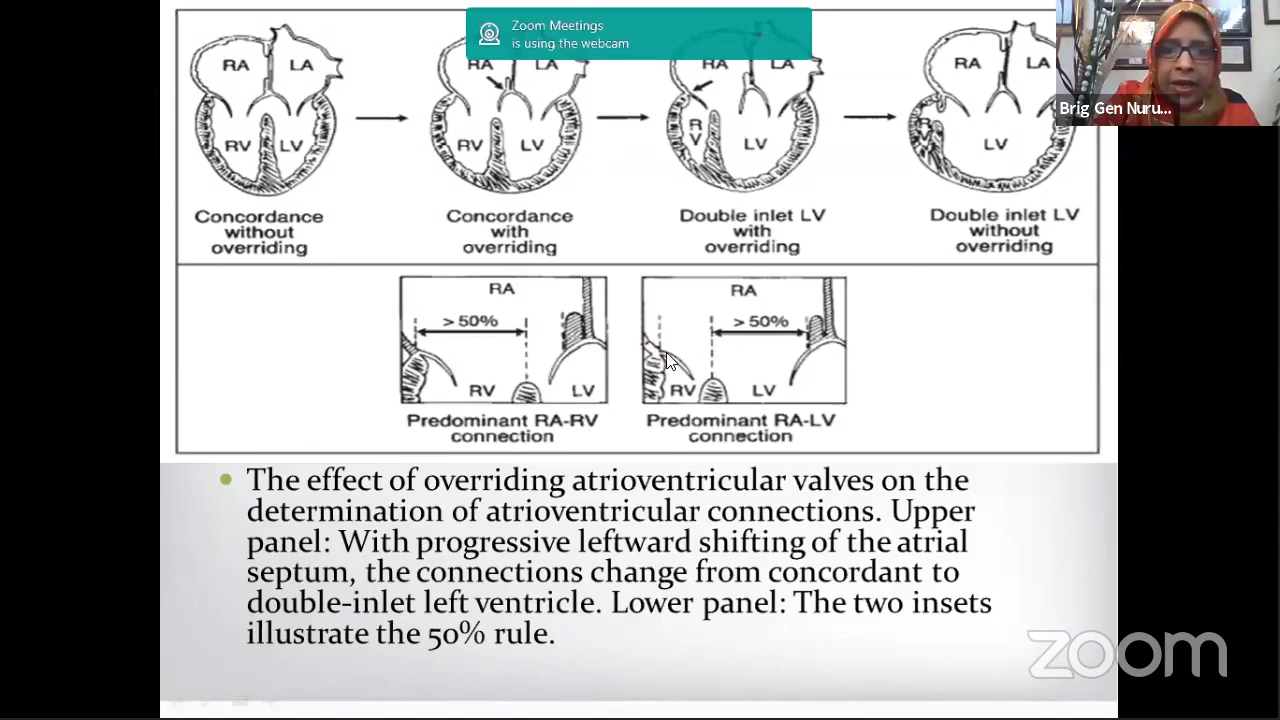 Zoom Meetings
is using the webcam
RA LA
RA LA
RA LA
RA LA
RV LV
RV LV
RV LV
RV LV
Brig Gen Nuru...
Concordance
without
overriding
Concordance
with
overriding
Double inlet LV
with
overriding
Double inlet LV
without
overriding
RA
> 50%
RV LV
Predominant RA-RV
connection
RA
> 50%
RV LV
Predominant RA-LV
connection
The effect of overriding atrioventricular valves on the
determination of atrioventricular connections. Upper
panel: With progressive leftward shifting of the atrial
septum, the connections change from concordant to
double-inlet left ventricle. Lower panel: The two insets
illustrate the 50% rule.
zoom